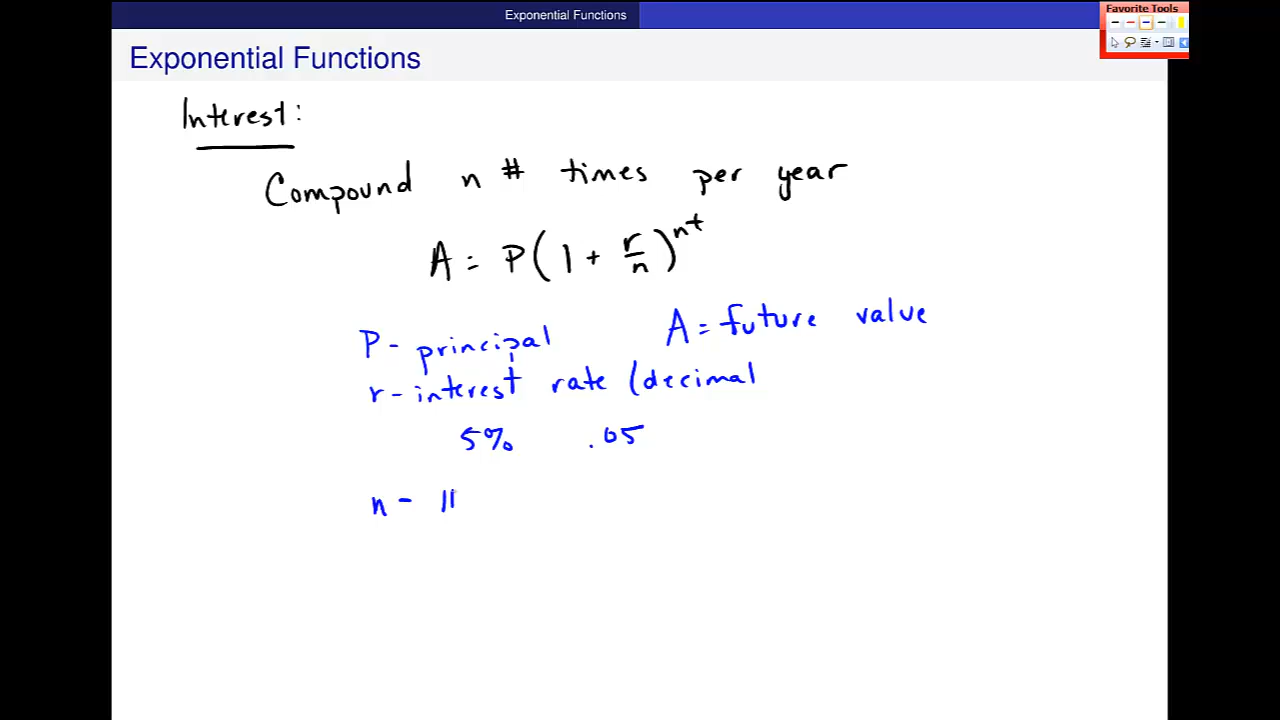 Exponential Functions
Favorite Tools
Exponential Functions
Interest:
Compound n # times per year
A = P(1 + r/n)^nt
P - principal A = future value
r - interest rate (decimal
5% .05
n -